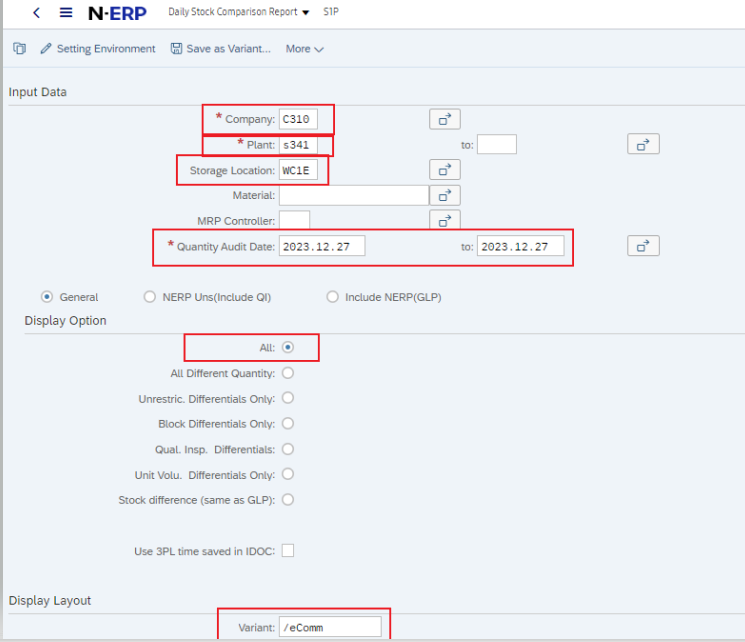 N-ERP Daily Stock Comparison Report S1P
Setting Environment Save as Variant... More
Input Data
* Company: C310
* Plant: s341 to:
Storage Location: WC1E
Material:
MRP Controller:
* Quantity Audit Date: 2023.12.27 to: 2023.12.27
General NERP Uns(Include QI) Include NERP(GLP)
Display Option
All:
All Different Quantity:
Unrestric. Differentials Only:
Block Differentials Only:
Qual. Insp. Differentials:
Unit Volu. Differentials Only:
Stock difference (same as GLP):
Use 3PL time saved in IDOC:
Display Layout
Variant: /eComm